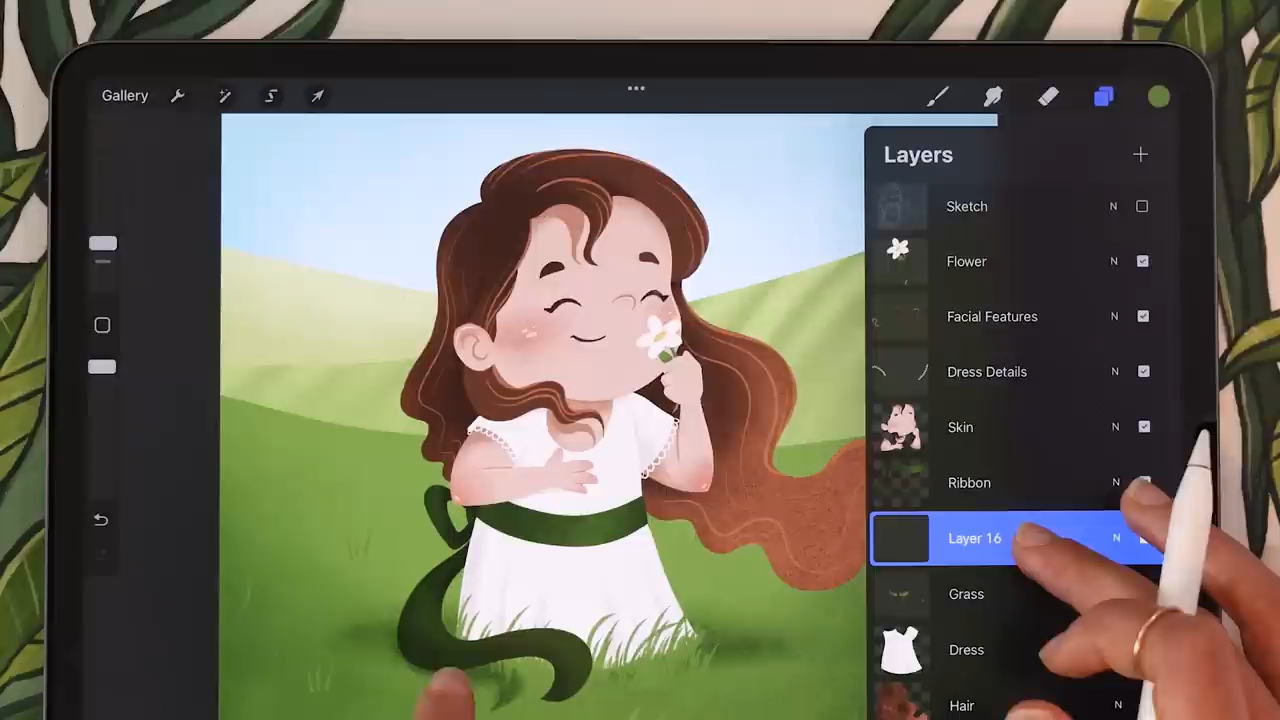 Gallery
Layers
Sketch N
Flower N
Facial Features N
Dress Details N
Skin N
Ribbon N
Layer 16 N
Grass
Dress
Hair N